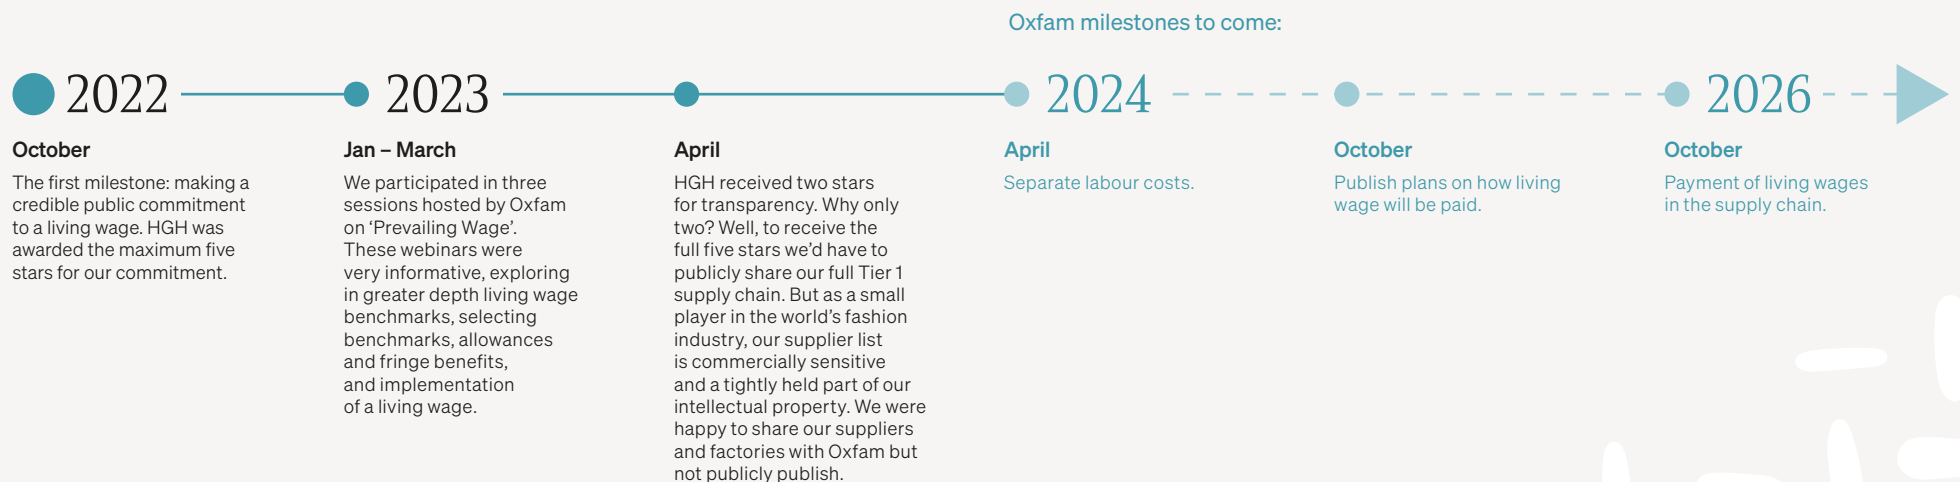 Oxfam milestones to come:
2022
October
The first milestone: making a
credible public commitment
to a living wage. HGH was
awarded the maximum five
stars for our commitment.
2023
Jan – March
We participated in three
sessions hosted by Oxfam
on ‘Prevailing Wage’.
These webinars were
very informative, exploring
in greater depth living wage
benchmarks, selecting
benchmarks, allowances
and fringe benefits,
and implementation
of a living wage.
April
HGH received two stars
for transparency. Why only
two? Well, to receive the
full five stars we’d have to
publicly share our full Tier 1
supply chain. But as a small
player in the world’s fashion
industry, our supplier list
is commercially sensitive
and a tightly held part of our
intellectual property. We were
happy to share our suppliers
and factories with Oxfam but
not publicly publish.
2024
April
Separate labour costs.
October
Publish plans on how living
wage will be paid.
2026
October
Payment of living wages
in the supply chain.